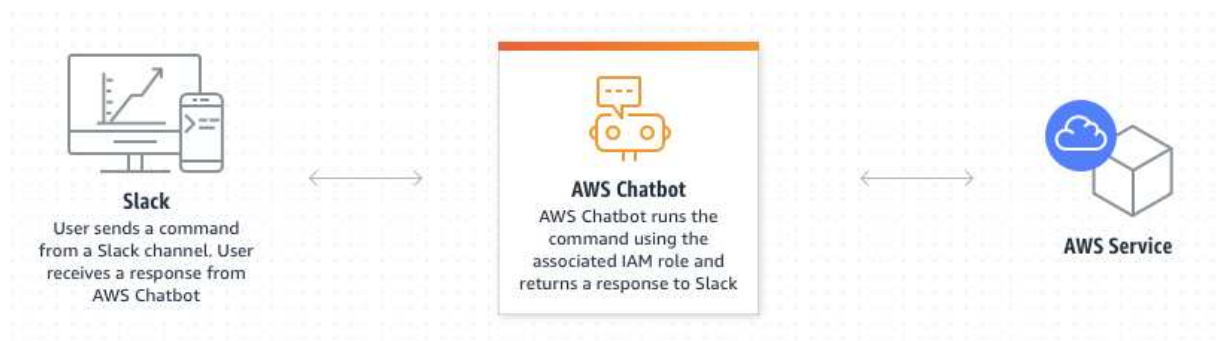 Slack
User sends a command
from a Slack channel. User
receives a response from
AWS Chatbot
AWS Chatbot
AWS Chatbot runs the
command using the
associated IAM role and
returns a response to Slack
AWS Service